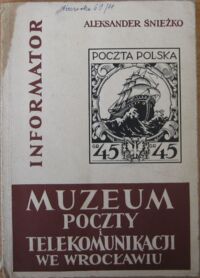 ALEKSANDER ŚNIEŻKO
INFORMATOR
POCZTA POLSKA
45 45
MUZEUM
POCZTY
i
TELEKOMUNIKACJI
WE WROCŁAWIU